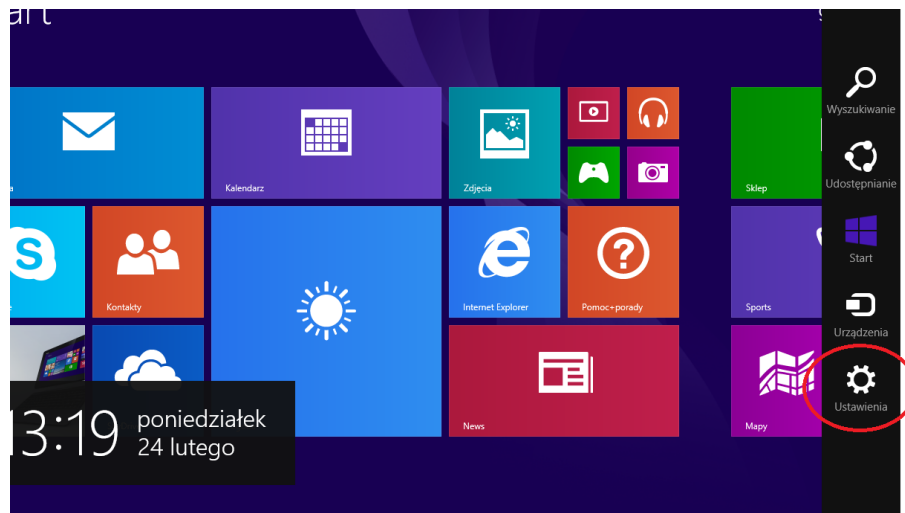 Wyszukiwanie
Kalendarz
Zdjęcia
Sklep
Udostępnianie
Start
Kontakty
Internet Explorer
Pomoc+porady
Sports
Urządzenia
News
Mapy
Ustawienia
13:19
poniedziałek
24 lutego